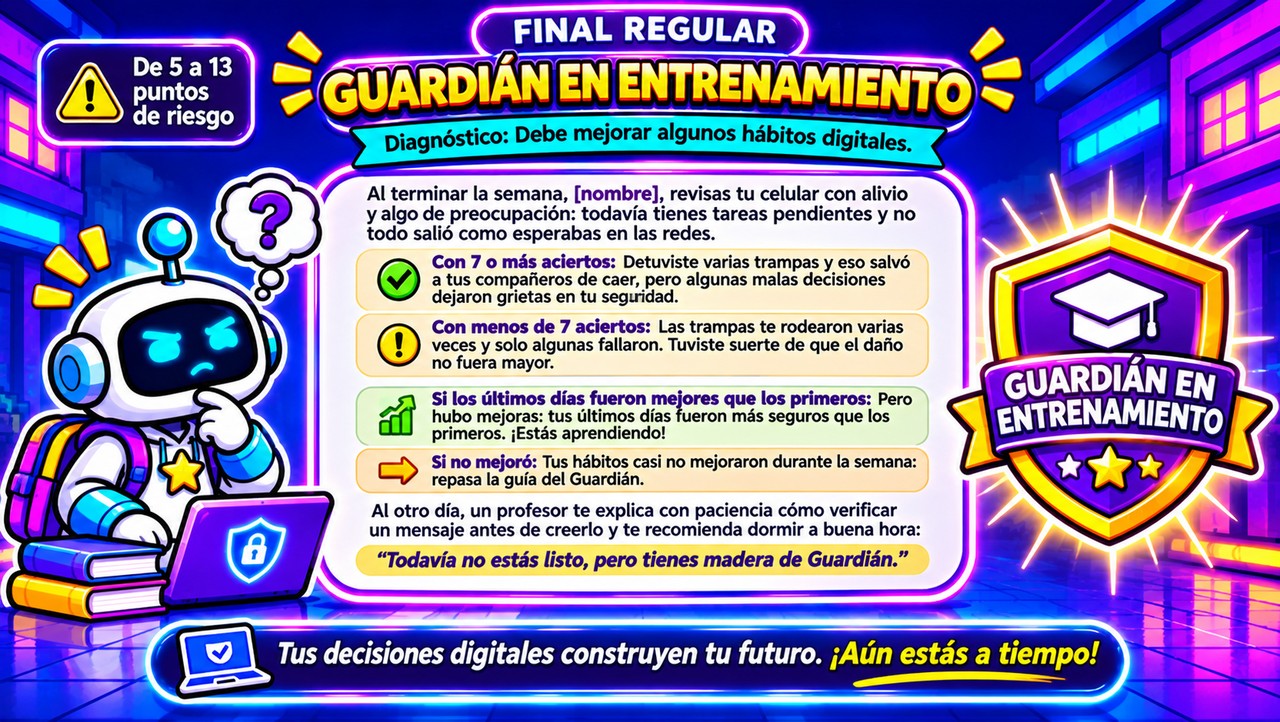 FINAL REGULAR
GUARDIÁN EN ENTRENAMIENTO
Diagnóstico: Debe mejorar algunos hábitos digitales.
De 5 a 13
puntos
de riesgo
?
Al terminar la semana, [nombre], revisas tu celular con alivio
y algo de preocupación: todavía tienes tareas pendientes y no
todo salió como esperabas en las redes.
Con 7 o más aciertos: Detuviste varias trampas y eso salvó
a tus compañeros de caer, pero algunas malas decisiones
dejaron grietas en tu seguridad.
Con menos de 7 aciertos: Las trampas te rodearon varias
veces y solo algunas fallaron. Tuviste suerte de que el daño
no fuera mayor.
Si los últimos días fueron mejores que los primeros: Pero
hubo mejoras: tus últimos días fueron más seguros que los
primeros. ¡Estás aprendiendo!
Si no mejoró: Tus hábitos casi no mejoraron durante la semana:
repasa la guía del Guardián.
Al otro día, un profesor te explica con paciencia cómo verificar
un mensaje antes de creerlo y te recomienda dormir a buena hora:
“Todavía no estás listo, pero tienes madera de Guardián.”
GUARDIÁN EN
ENTRENAMIENTO
Tus decisiones digitales construyen tu futuro. ¡Aún estás a tiempo!